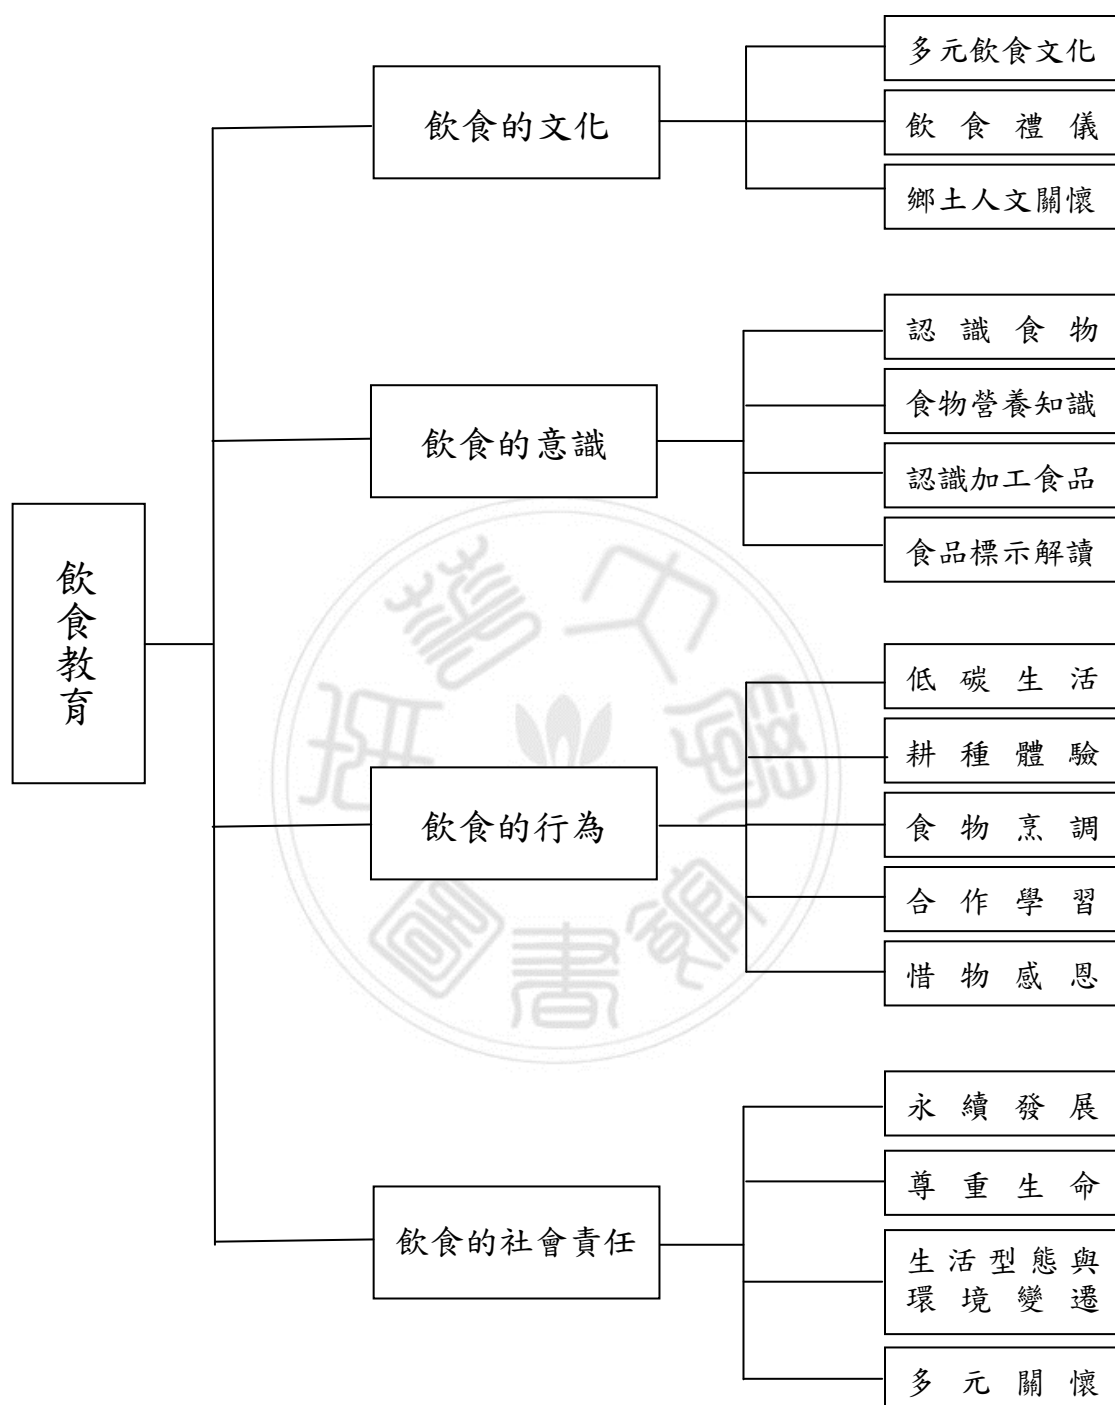 飲食教育
飲食的文化
多元飲食文化
飲食禮儀
鄉土人文關懷
飲食的意識
認識食物
食物營養知識
認識加工食品
食品標示解讀
飲食的行為
低碳生活
耕種體驗
食物烹調
合作學習
惜物感恩
飲食的社會責任
永續發展
尊重生命
生活型態與
環境變遷
多元關懷